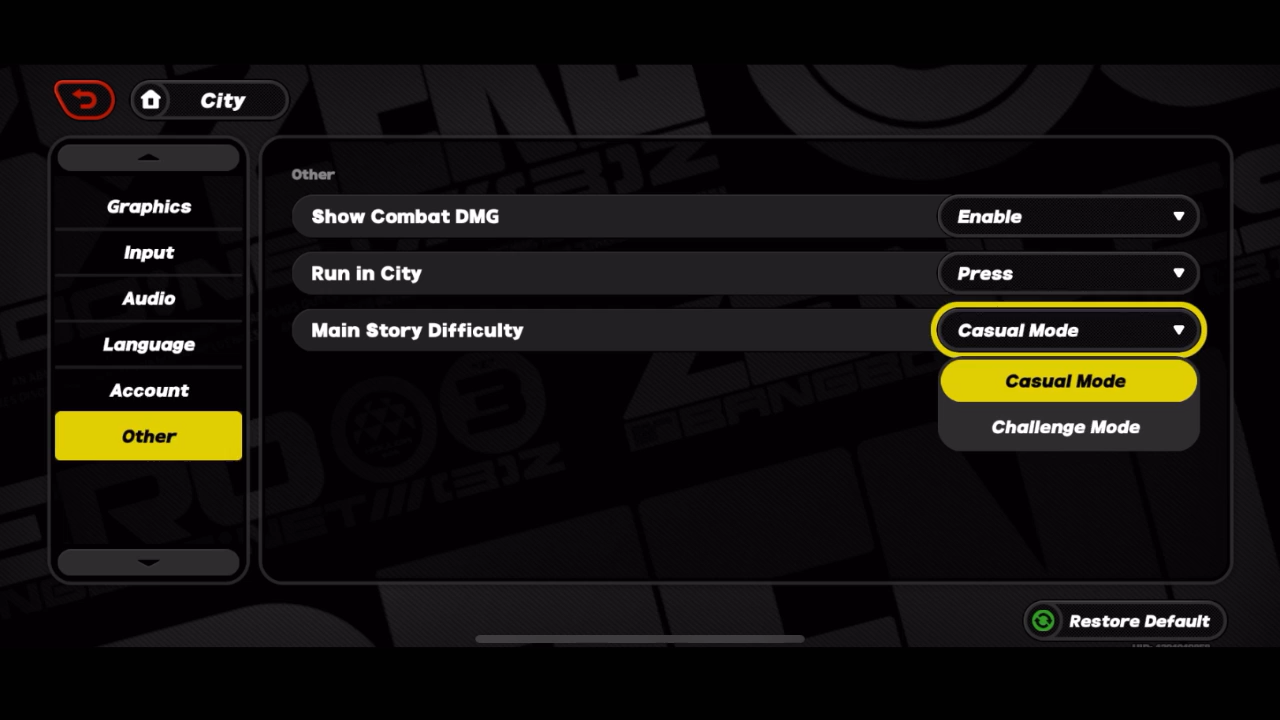 City
Graphics
Input
Audio
Language
Account
Other
Other
Show Combat DMG
Enable
Run in City
Press
Main Story Difficulty
Casual Mode
Casual Mode
Challenge Mode
Restore Default